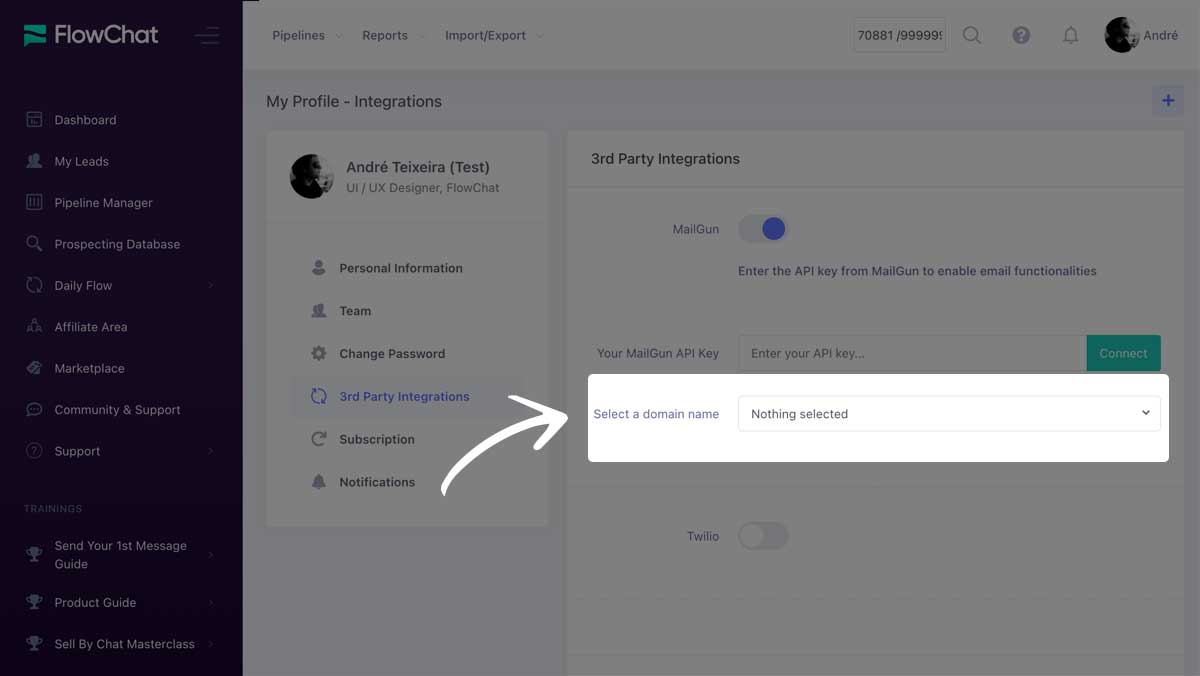 FlowChat
Pipelines
Reports
Import/Export
70881 /999999
?
André
Dashboard
My Leads
Pipeline Manager
Prospecting Database
Daily Flow
Affiliate Area
Marketplace
Community & Support
Support
TRAININGS
Send Your 1st Message
Guide
Product Guide
Sell By Chat Masterclass
My Profile - Integrations
+
André Teixeira (Test)
UI / UX Designer, FlowChat
Personal Information
Team
Change Password
3rd Party Integrations
Subscription
Notifications
3rd Party Integrations
MailGun
Enter the API key from MailGun to enable email functionalities
Your MailGun API Key
Enter your API key...
Connect
Select a domain name
Nothing selected
Twilio